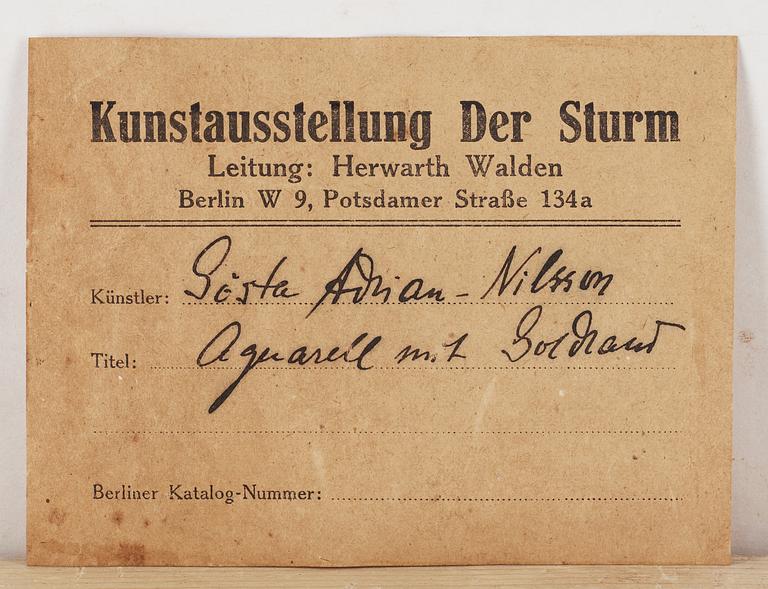 Kunstausstellung Der Sturm
Leitung: Herwarth Walden
Berlin W 9, Potsdamer Straße 134a
Künstler: Gösta Adrian-Nilsson
Titel: Aquarell mit Goldrand
Berliner Katalog-Nummer: